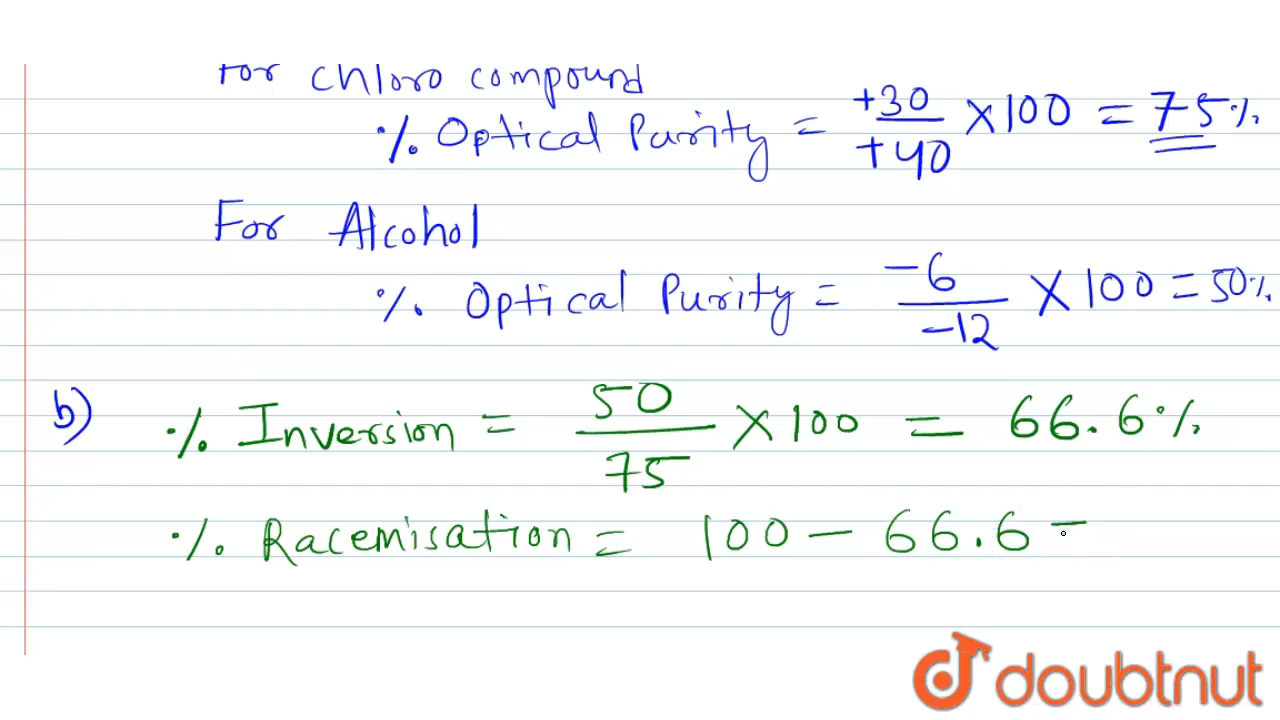 For Chloro compound
% Optical Purity = +30/+40 × 100 = 75%
For Alcohol
% Optical Purity = -6/-12 × 100 = 50%
b) % Inversion = 50/75 × 100 = 66.6%
% Racemisation = 100 - 66.6 -
doubtnut